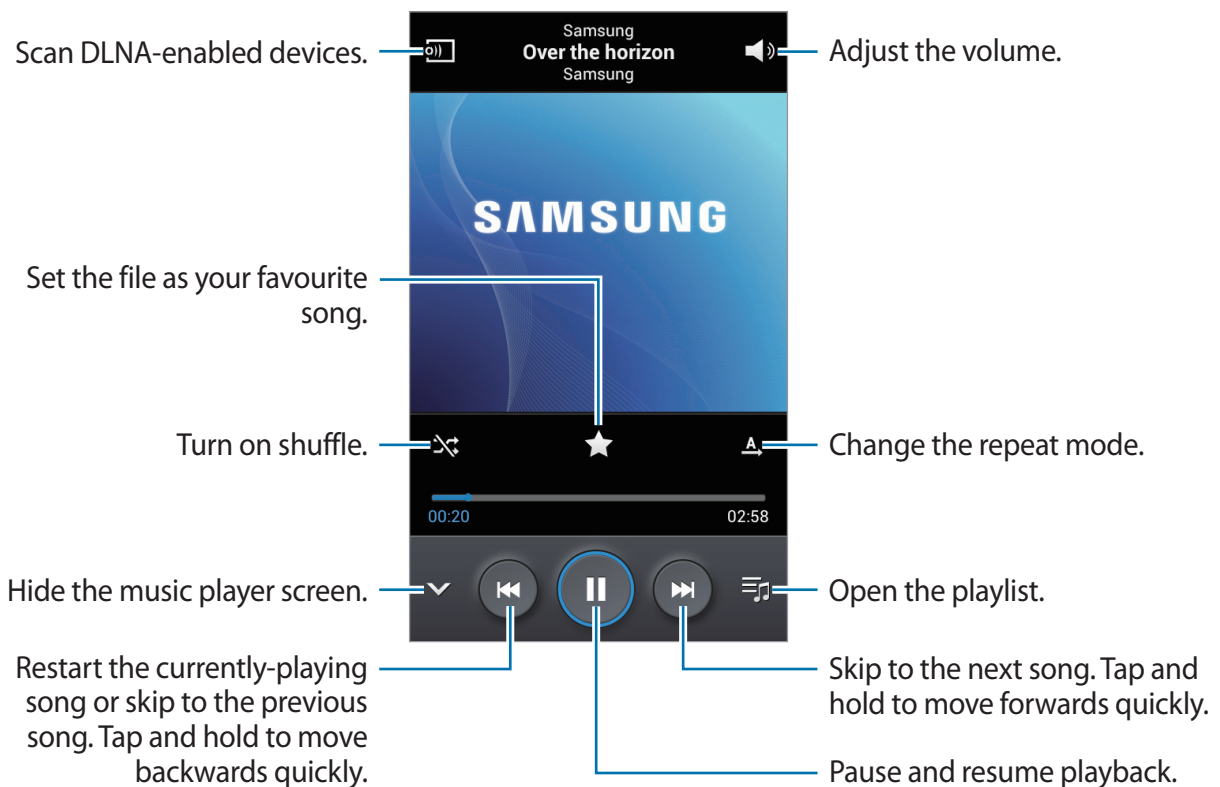 Samsung
Scan DLNA-enabled devices.
Over the horizon
Adjust the volume.
Samsung
SAMSUNG
Set the file as your favourite
song.
Turn on shuffle.
A
Change the repeat mode.
00:20
02:58
Hide the music player screen.
Open the playlist.
Restart the currently-playing
song or skip to the previous
song. Tap and hold to move
backwards quickly.
Skip to the next song. Tap and
hold to move forwards quickly.
Pause and resume playback.